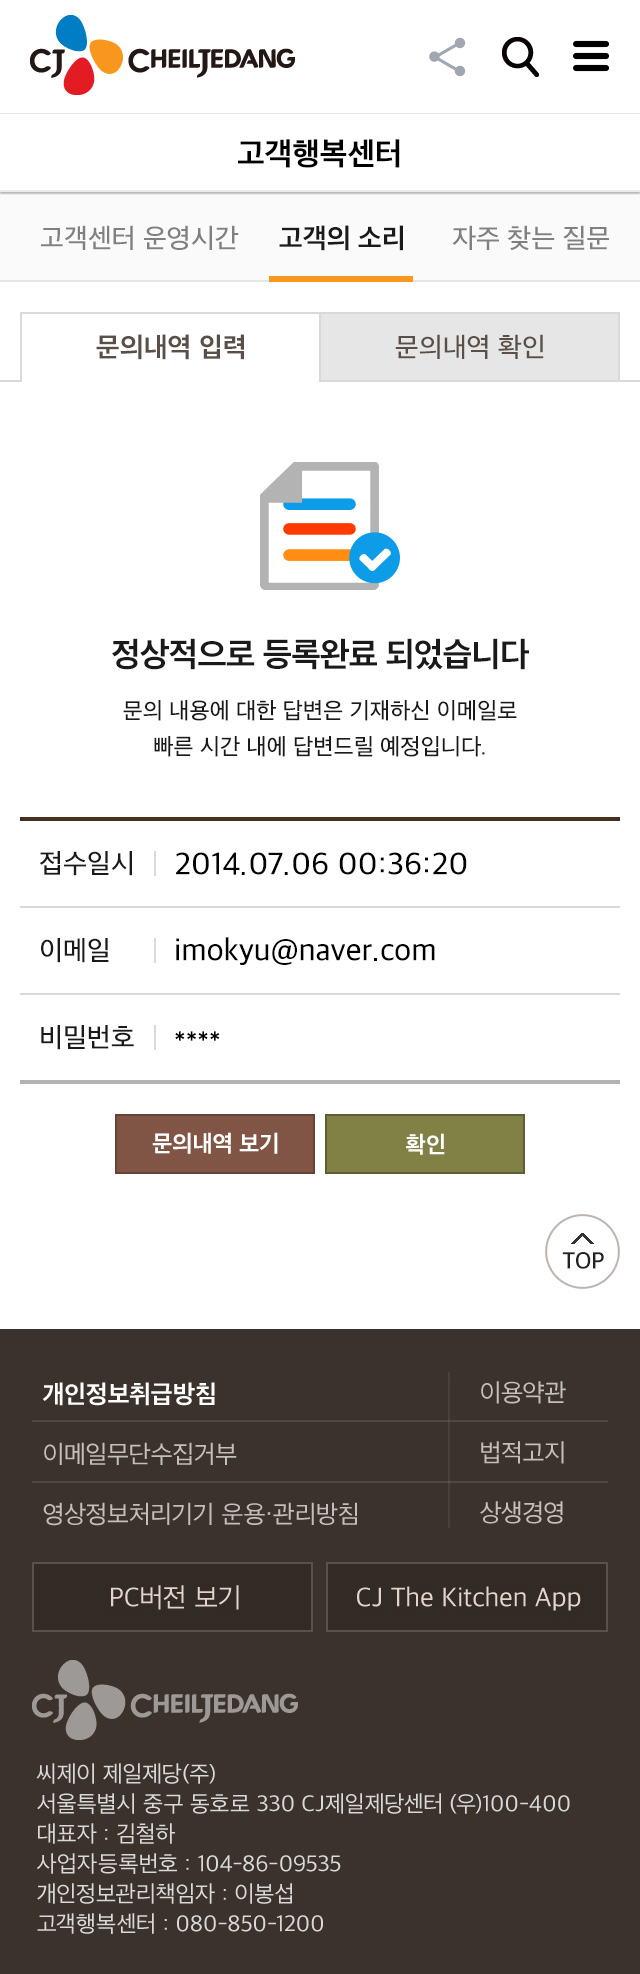 CJ CHEILJEDANG
고객행복센터
고객센터 운영시간 고객의 소리 자주 찾는 질문
문의내역 입력 문의내역 확인
정상적으로 등록완료 되었습니다
문의 내용에 대한 답변은 기재하신 이메일로
빠른 시간 내에 답변드릴 예정입니다.
접수일시 2014.07.06 00:36:20
이메일 imokyu@naver.com
비밀번호 ****
문의내역 보기 확인
TOP
개인정보취급방침 이용약관
이메일무단수집거부 법적고지
영상정보처리기기 운용·관리방침 상생경영
PC버전 보기 CJ The Kitchen App
CJ CHEILJEDANG
씨제이 제일제당(주)
서울특별시 중구 동호로 330 CJ제일제당센터 (우)100-400
대표자 : 김철하
사업자등록번호 : 104-86-09535
개인정보관리책임자 : 이봉섭
고객행복센터 : 080-850-1200